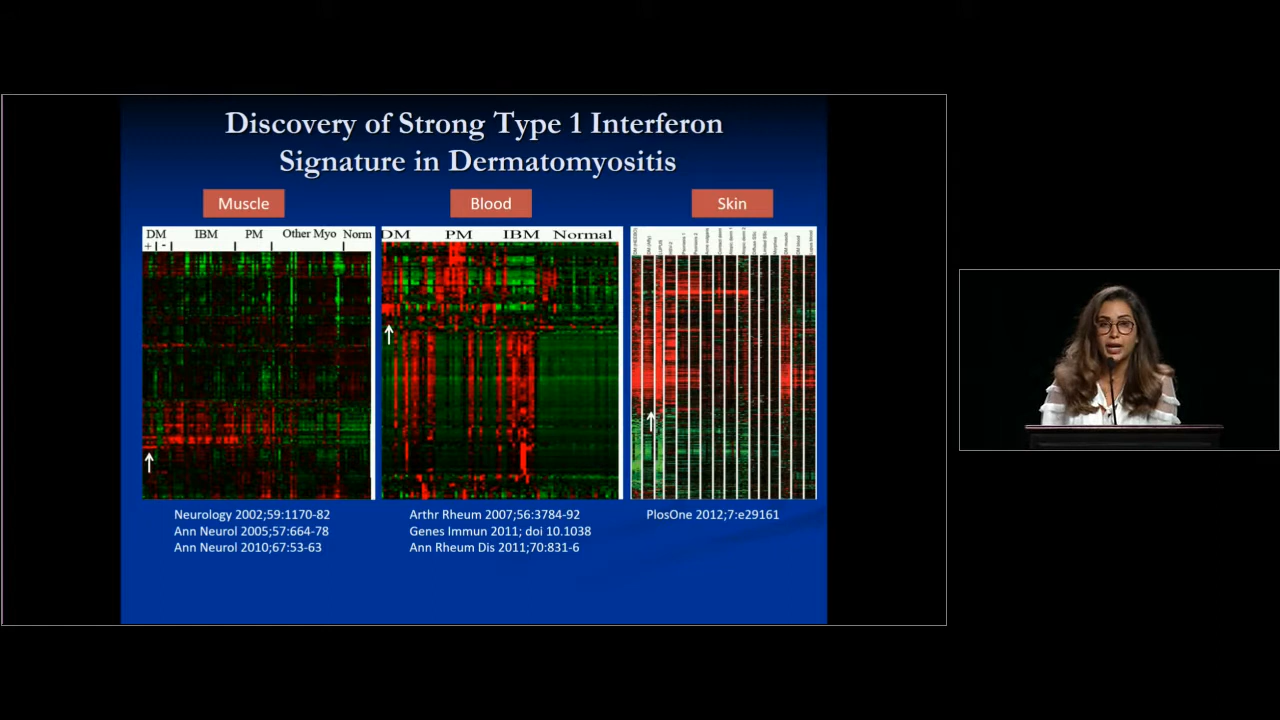 Discovery of Strong Type 1 Interferon
Signature in Dermatomyositis
Muscle
Blood
Skin
DM IBM PM Other Myo Norm
+ -
DM PM IBM Normal
Neurology 2002;59:1170-82
Ann Neurol 2005;57:664-78
Ann Neurol 2010;67:53-63
Arthr Rheum 2007;56:3784-92
Genes Immun 2011; doi 10.1038
Ann Rheum Dis 2011;70:831-6
PlosOne 2012;7:e29161